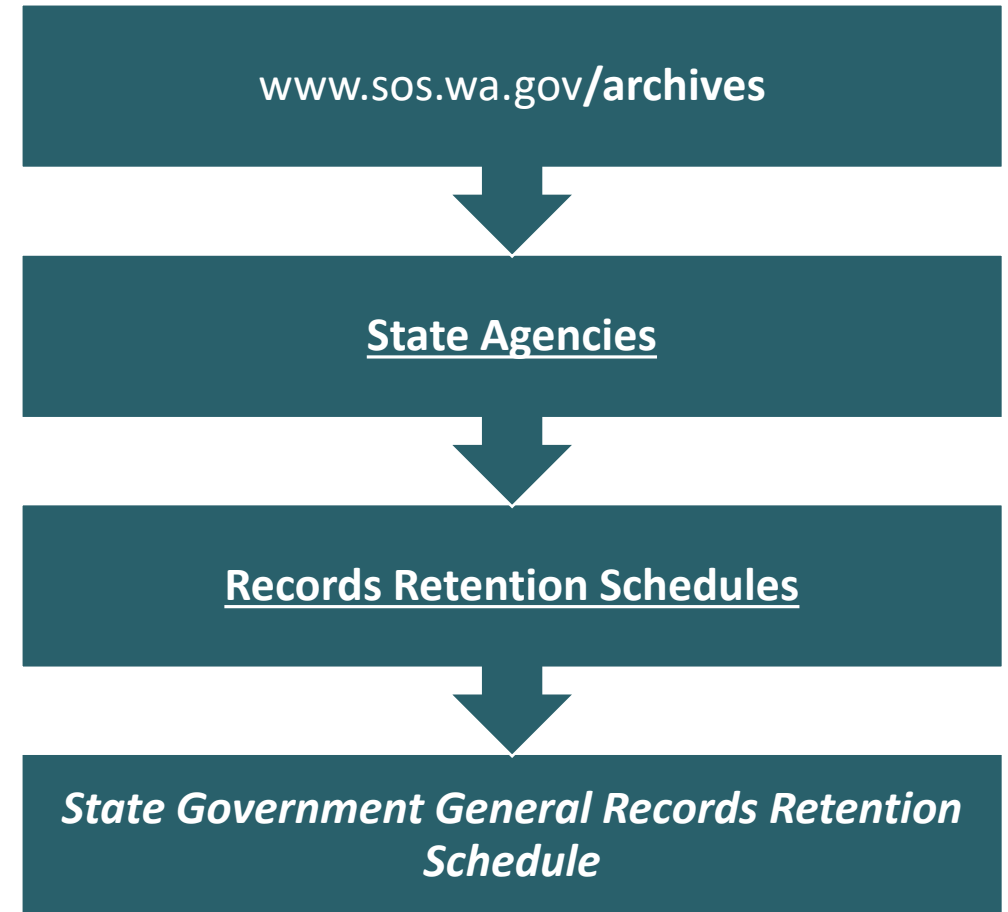 www.sos.wa.gov/archives
State Agencies
Records Retention Schedules
State Government General Records Retention
Schedule